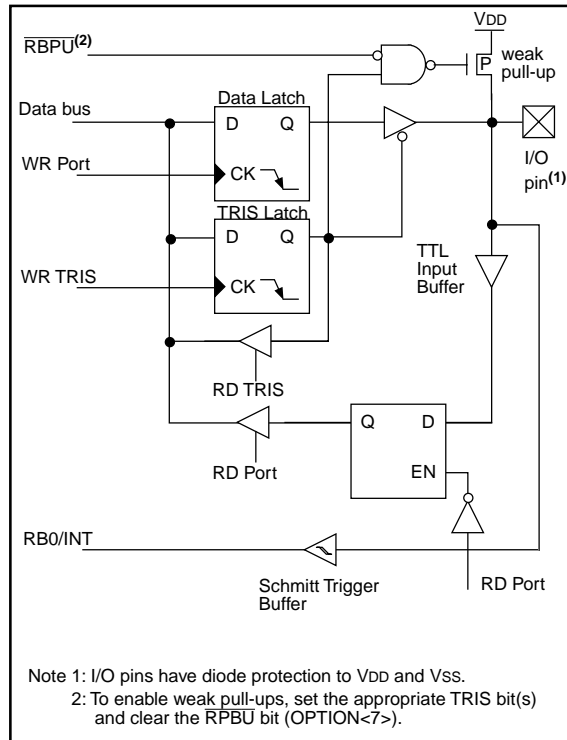 VDD
RBPU(2)
P
weak
pull-up
Data bus
Data Latch
D Q
I/O
pin(1)
WR Port
CK
TRIS Latch
D Q
TTL
Input
Buffer
WR TRIS
CK
RD TRIS
Q D
RD Port
EN
RB0/INT
Schmitt Trigger
Buffer
RD Port
Note 1: I/O pins have diode protection to VDD and VSS.
2: To enable weak pull-ups, set the appropriate TRIS bit(s)
and clear the RPBU bit (OPTION<7>).